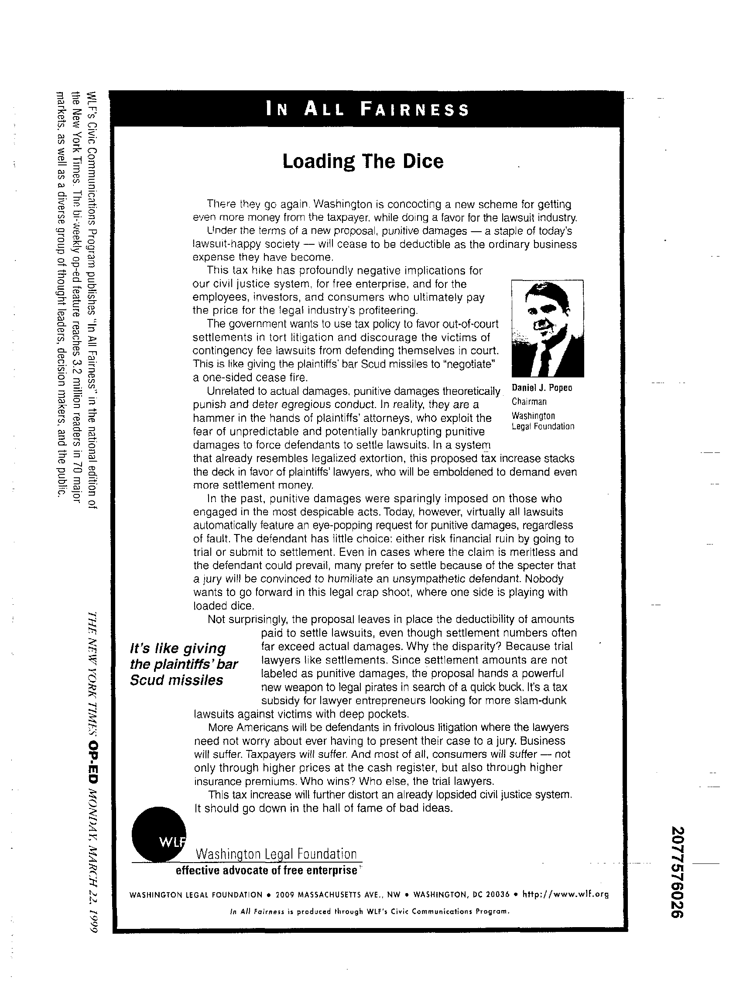 IN ALL FAIRNESS
Loading The Dice
There they go again. Washington is concocting a new scheme for getting
even more money from the taxpayer, while doing a favor for the lawsuit industry.
Under the terms of a new proposal, punitive damages — a staple of today's
lawsuit-happy society — will cease to be deductible as the ordinary business
expense they have become.
This tax hike has profoundly negative implications for
our civil justice system, for free enterprise, and for the
employees, investors, and consumers who ultimately pay
the price for the legal industry's profiteering.
The government wants to use tax policy to favor out-of-court
settlements in tort litigation and discourage the victims of
contingency fee lawsuits from defending themselves in court.
This is like giving the plaintiffs' bar Scud missiles to "negotiate"
a one-sided cease fire.
Daniel J. Popeo
Chairman
Washington
Legal Foundation
Unrelated to actual damages, punitive damages theoretically
punish and deter egregious conduct. In reality, they are a
hammer in the hands of plaintiffs' attorneys, who exploit the
fear of unpredictable and potentially bankrupting punitive
damages to force defendants to settle lawsuits. In a system
that already resembles legalized extortion, this proposed tax increase stacks
the deck in favor of plaintiffs' lawyers, who will be emboldened to demand even
more settlement money.
In the past, punitive damages were sparingly imposed on those who
engaged in the most despicable acts. Today, however, virtually all lawsuits
automatically feature an eye-popping request for punitive damages, regardless
of fault. The defendant has little choice: either risk financial ruin by going to
trial or submit to settlement. Even in cases where the claim is meritless and
the defendant could prevail, many prefer to settle because of the specter that
a jury will be convinced to humiliate an unsympathetic defendant. Nobody
wants to go forward in this legal crap shoot, where one side is playing with
loaded dice.
Not surprisingly, the proposal leaves in place the deductibility of amounts
paid to settle lawsuits, even though settlement numbers often
far exceed actual damages. Why the disparity? Because trial
lawyers like settlements. Since settlement amounts are not
labeled as punitive damages, the proposal hands a powerful
new weapon to legal pirates in search of a quick buck. It's a tax
subsidy for lawyer entrepreneurs looking for more slam-dunk
lawsuits against victims with deep pockets.
It's like giving
the plaintiffs' bar
Scud missiles
More Americans will be defendants in frivolous litigation where the lawyers
need not worry about ever having to present their case to a jury. Business
will suffer. Taxpayers will suffer. And most of all, consumers will suffer — not
only through higher prices at the cash register, but also through higher
insurance premiums. Who wins? Who else, the trial lawyers.
This tax increase will further distort an already lopsided civil justice system.
It should go down in the hall of fame of bad ideas.
WLF
Washington Legal Foundation
effective advocate of free enterprise
WASHINGTON LEGAL FOUNDATION • 2009 MASSACHUSETTS AVE., NW • WASHINGTON, DC 20036 • http://www.wlf.org
In All Fairness is produced through WLF's Civic Communications Program.
WLF's Civic Communications Program publishes "In All Fairness" in the national edition of
the New York Times. The bi-weekly op-ed feature reaches 3.2 million readers in 70 major
markets, as well as a diverse group of thought leaders, decision makers, and the public.
THE NEW YORK TIMES OP-ED MONDAY, MARCH 22, 1999
2077576026